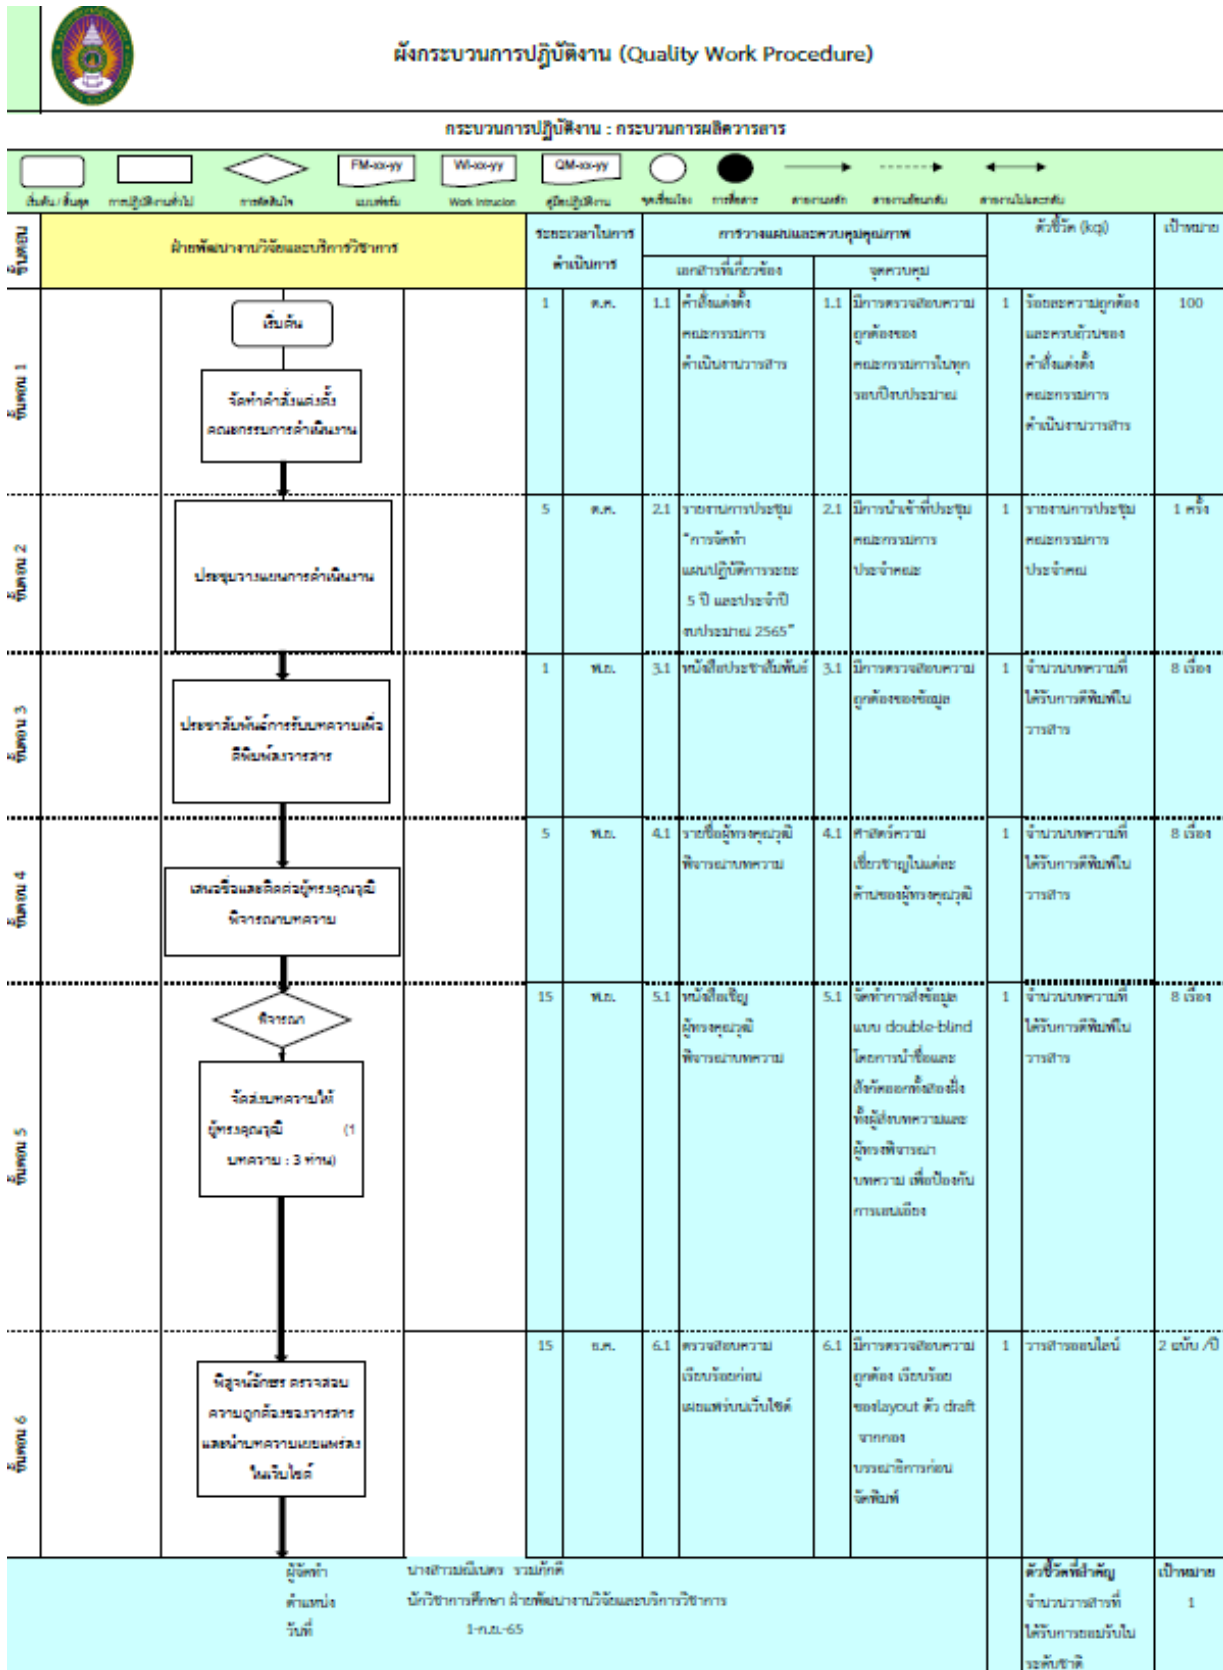 ผังกระบวนการปฏิบัติงาน (Quality Work Procedure)
กระบวนการปฏิบัติงาน : กระบวนการผลิตวารสาร
FM-xx-yy
WI-xx-yy
QM-xx-yy
เริ่มต้น / สิ้นสุด
การปฏิบัติงานทั่วไป
การตัดสินใจ
แบบฟอร์ม
Work Intrucion
คู่มือปฏิบัติงาน
จุดเชื่อมโยง
การสื่อสาร
สายงานหลัก
สายงานย้อนกลับ
สายงานไปและกลับ
ขั้นตอน
ฝ่ายพัฒนางานวิจัยและบริการวิชาการ
ระยะเวลาในการ
ดำเนินการ
การวางแผนและควบคุมคุณภาพ
เอกสารที่เกี่ยวข้อง
จุดควบคุม
ตัวชี้วัด (kqi)
เป้าหมาย
ขั้นตอน 1
เริ่มต้น
จัดทำคำสั่งแต่งตั้ง
คณะกรรมการดำเนินงาน
1 ต.ค.
1.1 คำสั่งแต่งตั้ง
คณะกรรมการ
ดำเนินงานวารสาร
1.1 มีการตรวจสอบความ
ถูกต้องของ
คณะกรรมการในทุก
รอบปีงบประมาณ
1 ร้อยละความถูกต้อง
และครบถ้วนของ
คำสั่งแต่งตั้ง
คณะกรรมการ
ดำเนินงานวารสาร
100
ขั้นตอน 2
ประชุมวางแผนการดำเนินงาน
5 ต.ค.
2.1 รายงานการประชุม
"การจัดทำ
แผนปฏิบัติการระยะ
5 ปี และประจำปี
งบประมาณ 2565"
2.1 มีการนำเข้าที่ประชุม
คณะกรรมการ
ประจำคณะ
1 รายงานการประชุม
คณะกรรมการ
ประจำคณ
1 ครั้ง
ขั้นตอน 3
ประชาสัมพันธ์การรับบทความเพื่อ
ตีพิมพ์ลงวารสาร
1 พ.ย.
3.1 หนังสือประชาสัมพันธ์
3.1 มีการตรวจสอบความ
ถูกต้องของข้อมูล
1 จำนวนบทความที่
ได้รับการตีพิมพ์ใน
วารสาร
8 เรื่อง
ขั้นตอน 4
เสนอชื่อและติดต่อผู้ทรงคุณวุฒิ
พิจารณาบทความ
5 พ.ย.
4.1 รายชื่อผู้ทรงคุณวุฒิ
พิจารณาบทความ
4.1 ศาสตร์ความ
เชี่ยวชาญในแต่ละ
ด้านของผู้ทรงคุณวุฒิ
1 จำนวนบทความที่
ได้รับการตีพิมพ์ใน
วารสาร
8 เรื่อง
ขั้นตอน 5
พิจารณา
จัดส่งบทความให้
ผู้ทรงคุณวุฒิ (1
บทความ : 3 ท่าน)
15 พ.ย.
5.1 หนังสือเชิญ
ผู้ทรงคุณวุฒิ
พิจารณาบทความ
5.1 จัดทำการส่งข้อมูล
แบบ double-blind
โดยการนำชื่อและ
สังกัดออกทั้งสองฝั่ง
ทั้งผู้ส่งบทความและ
ผู้ทรงพิจารณา
บทความ เพื่อป้องกัน
การเอนเอียง
1 จำนวนบทความที่
ได้รับการตีพิมพ์ใน
วารสาร
8 เรื่อง
ขั้นตอน 6
พิสูจน์อักษร ตรวจสอบ
ความถูกต้องของวารสาร
และนำบทความเผยแพร่ลง
ในเว็บไซต์
15 ธ.ค.
6.1 ตรวจสอบความ
เรียบร้อยก่อน
เผยแพร่บนเว็บไซต์
6.1 มีการตรวจสอบความ
ถูกต้อง เรียบร้อย
ของlayout ตัว draft
จากกอง
บรรณาธิการก่อน
จัดพิมพ์
1 วารสารออนไลน์
2 ฉบับ /ปี
ผู้จัดทำ
ตำแหน่ง นักวิชาการศึกษา ฝ่ายพัฒนางานวิจัยและบริการวิชาการ
วันที่ 1-ก.ย.-65
ตัวชี้วัดที่สำคัญ
จำนวนวารสารที่
ได้รับการยอมรับใน
ระดับชาติ
เป้าหมาย
1